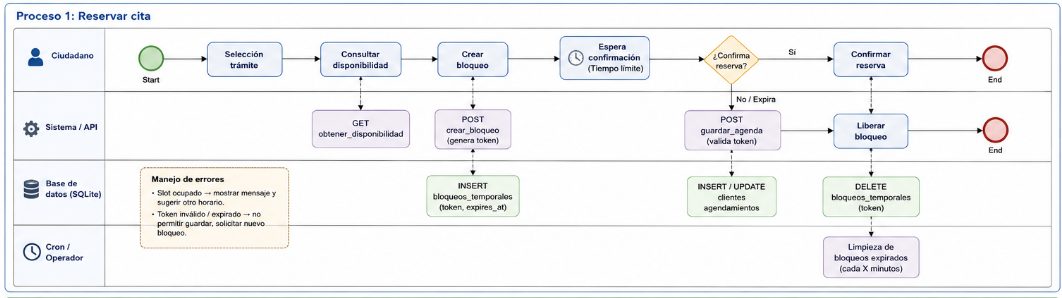 Proceso 1: Reservar cita
Ciudadano
Start
Selección
trámite
Consultar
disponibilidad
Crear
bloqueo
Espera
confirmación
(Tiempo límite)
¿Confirma
reserva?
Sí
Confirmar
reserva
End
No / Expira
Sistema / API
GET
obtener_disponibilidad
POST
crear_bloqueo
(genera token)
POST
guardar_agenda
(valida token)
Liberar
bloqueo
End
Base de
datos (SQLite)
Manejo de errores
• Slot ocupado → mostrar mensaje y
sugerir otro horario.
• Token inválido / expirado → no
permitir guardar, solicitar nuevo
bloqueo.
INSERT
bloqueos_temporales
(token, expires_at)
INSERT / UPDATE
clientes
agendamientos
DELETE
bloqueos_temporales
(token)
Cron /
Operador
Limpieza de
bloqueos expirados
(cada X minutos)